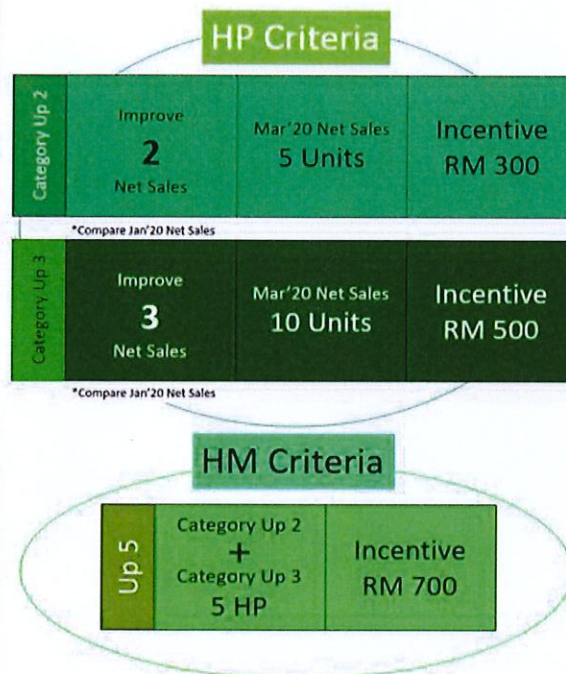 HP Criteria
Category Up 2
Improve
2
Net Sales
Mar'20 Net Sales
5 Units
Incentive
RM 300
*Compare Jan'20 Net Sales
Category Up 3
Improve
3
Net Sales
Mar'20 Net Sales
10 Units
Incentive
RM 500
*Compare Jan'20 Net Sales
HM Criteria
Up 5
Category Up 2
+
Category Up 3
5 HP
Incentive
RM 700